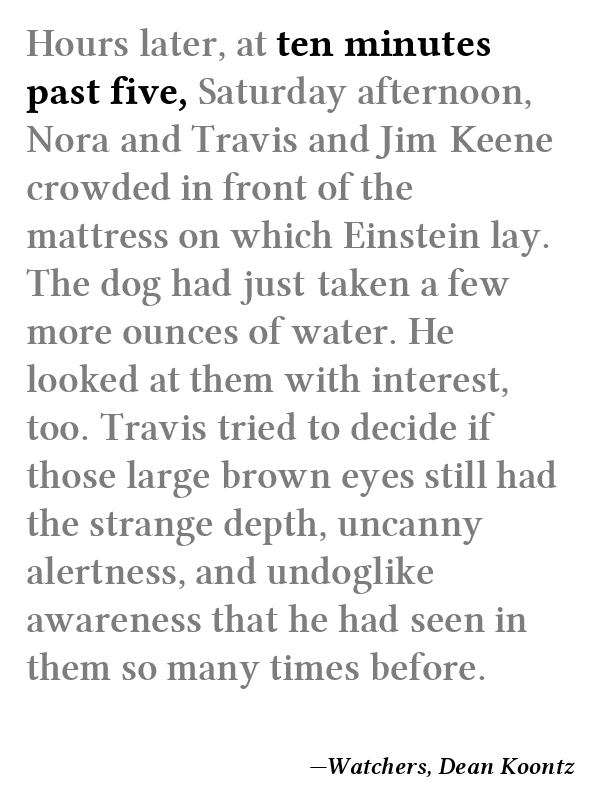 Hours later, at ten minutes
past five, Saturday afternoon,
Nora and Travis and Jim Keene
crowded in front of the
mattress on which Einstein lay.
The dog had just taken a few
more ounces of water. He
looked at them with interest,
too. Travis tried to decide if
those large brown eyes still had
the strange depth, uncanny
alertness, and undoglike
awareness that he had seen in
them so many times before.
—Watchers, Dean Koontz